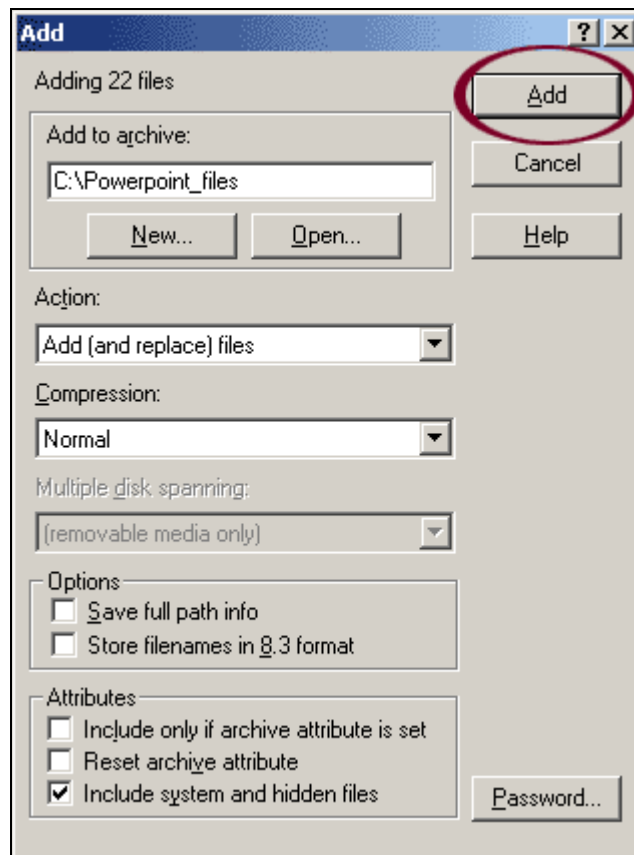 Add
Adding 22 files
Add
Add to archive:
C:\Powerpoint_files
Cancel
New...
Open...
Help
Action:
Add (and replace) files
Compression:
Normal
Multiple disk spanning:
(removable media only)
Options
Save full path info
Store filenames in 8.3 format
Attributes
Include only if archive attribute is set
Reset archive attribute
Include system and hidden files
Password...